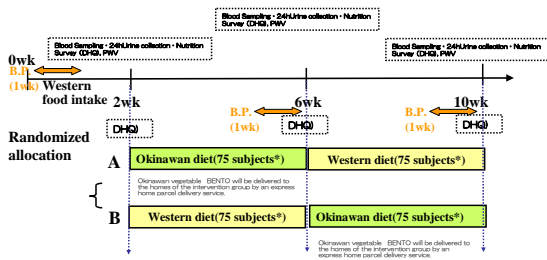 Blood Sampling・24hUrine collection・Nutrition
Survey (DHQ), PWV
Blood Sampling・24hUrine collection・Nutrition
Survey (DHQ), PWV
Blood Sampling・24hUrine collection・Nutrition
Survey (DHQ), PWV
0wk
B.P.
(1wk)
Western
food intake
2wk
B.P.
(1wk)
6wk
B.P.
(1wk)
10wk
DHQ)
DHQ)
DHQ)
Randomized
allocation
A
Okinawan diet(75 subjects*)
Western diet(75 subjects*)
Okinawan vegetable BENTO will be delivered to
the homes of the intervention group by an express
home parcel delivery service.
{
B
Western diet(75 subjects*)
Okinawan diet(75 subjects*)
Okinawan vegetable BENTO will be delivered to
the homes of the intervention group by an
express home parcel delivery service.